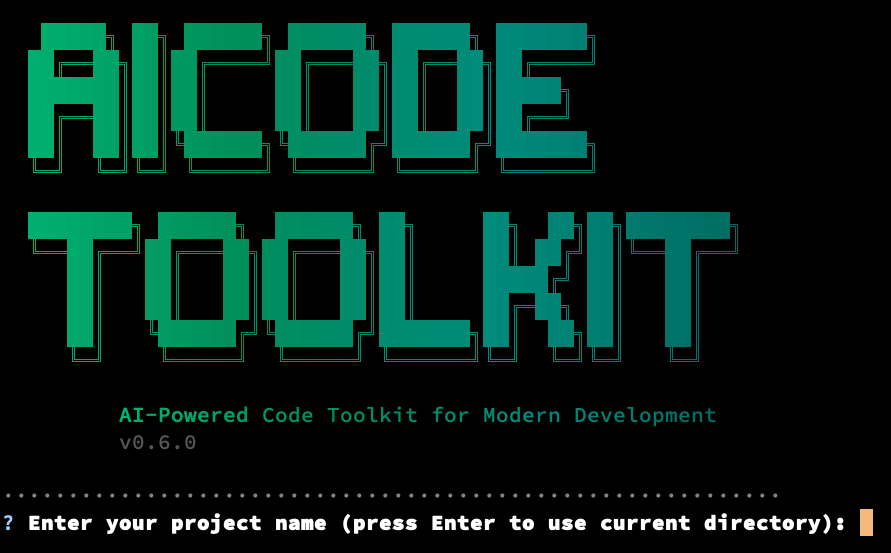 AICODE
TOOLKIT
AI-Powered Code Toolkit for Modern Development
v0.6.0
? Enter your project name (press Enter to use current directory):